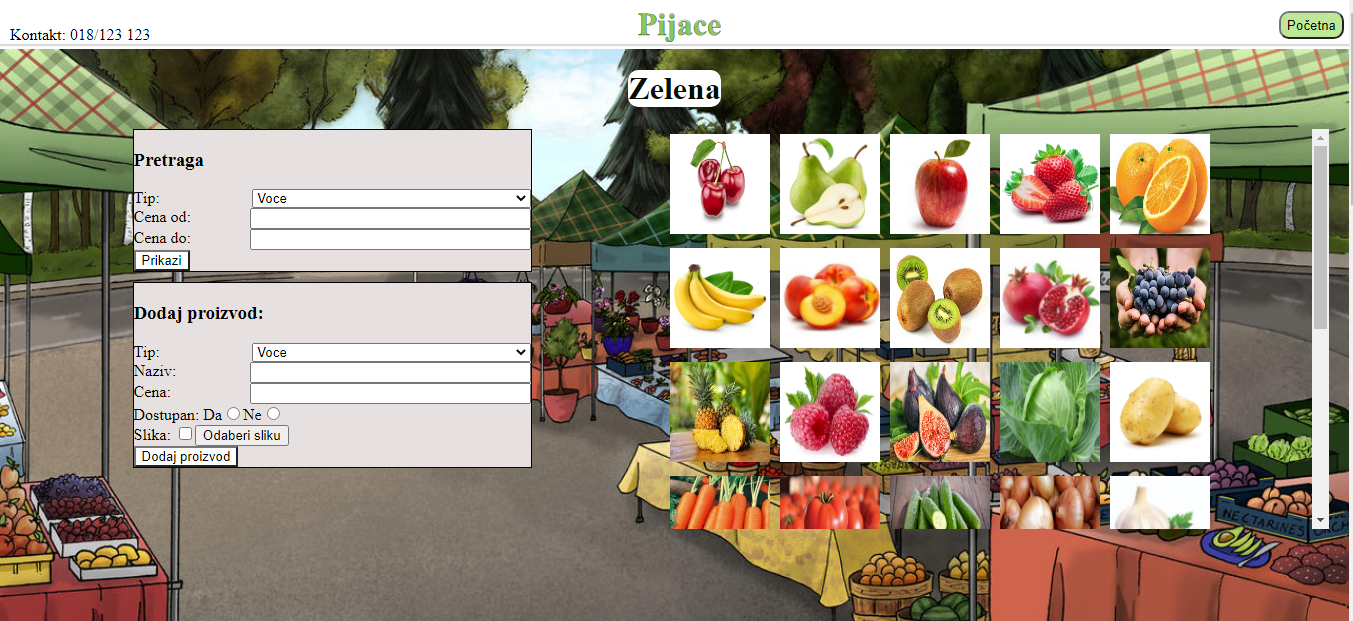 Pijace
Kontakt: 018/123 123
Početna
Zelena
Pretraga
Tip: Voce
Cena od:
Cena do:
Prikazi
Dodaj proizvod:
Tip: Voce
Naziv:
Cena:
Dostupan: Da Ne
Slika: Odaberi sliku
Dodaj proizvod
NECTARINES